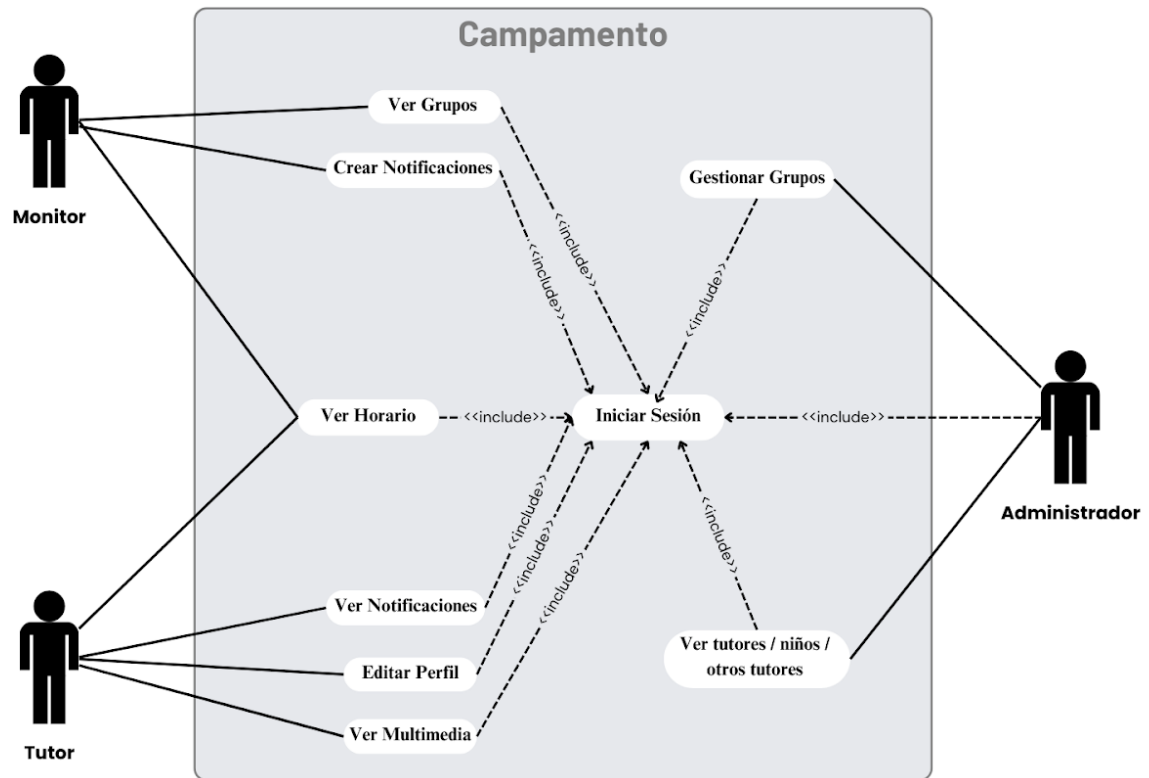 Campamento
Ver Grupos
Crear Notificaciones
Gestionar Grupos
Monitor
<<include>>
<<include>>
<<include>>
Ver Horario
<<include>>
Iniciar Sesión
<<include>>
Administrador
<<include>>
<<include>>
<<include>>
<<include>>
Ver Notificaciones
Ver tutores / niños /
otros tutores
Editar Perfil
Ver Multimedia
Tutor